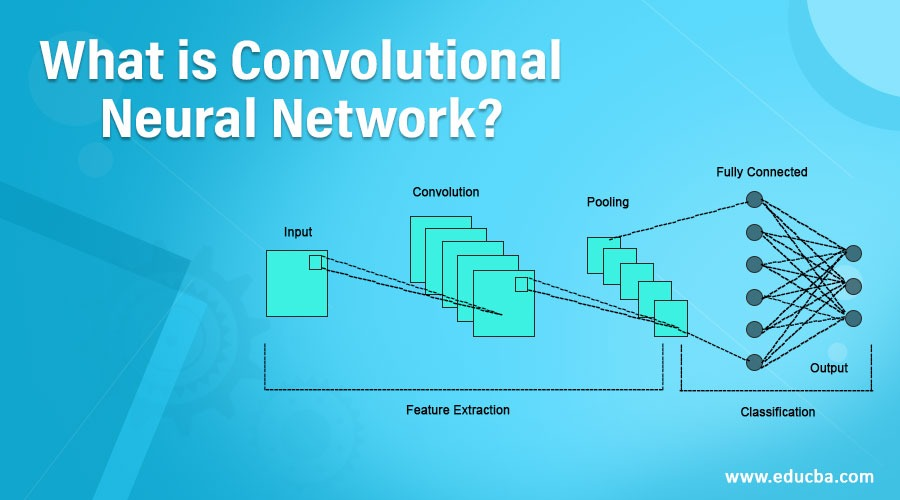 What is Convolutional
Neural Network?
Fully Connected
Convolution
Pooling
Input
Output
Feature Extraction
Classification
www.educba.com